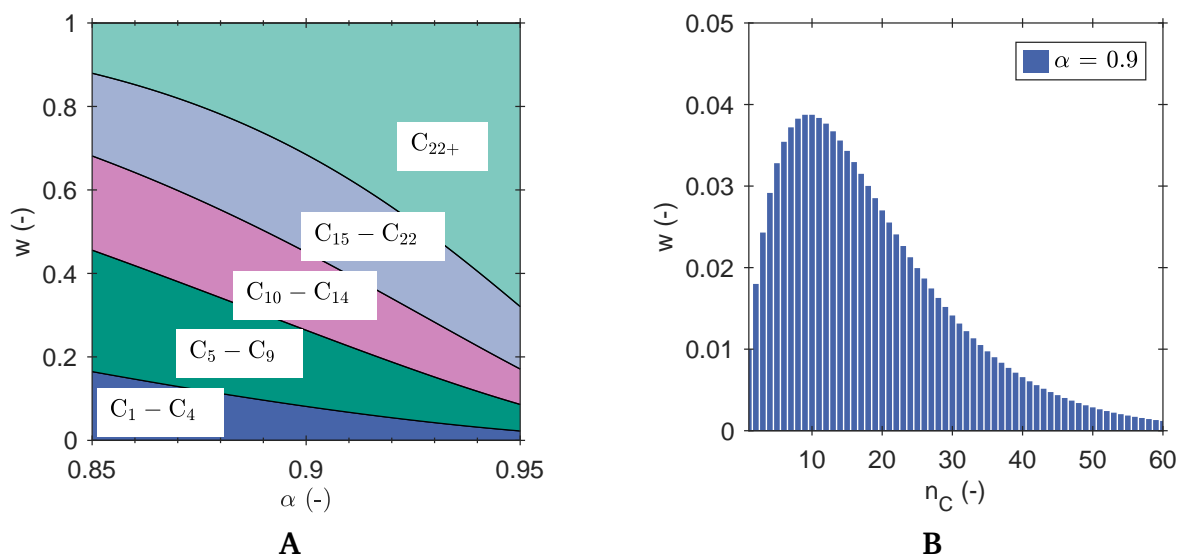 1
0.8
0.6
0.4
0.2
0
w (-)
C22+
C15 − C22
C10 − C14
C5 − C9
C1 − C4
0.85
0.9
0.95
α (-)
A
0.05
0.04
0.03
0.02
0.01
0
w (-)
α = 0.9
10
20
30
40
50
60
nC (-)
B